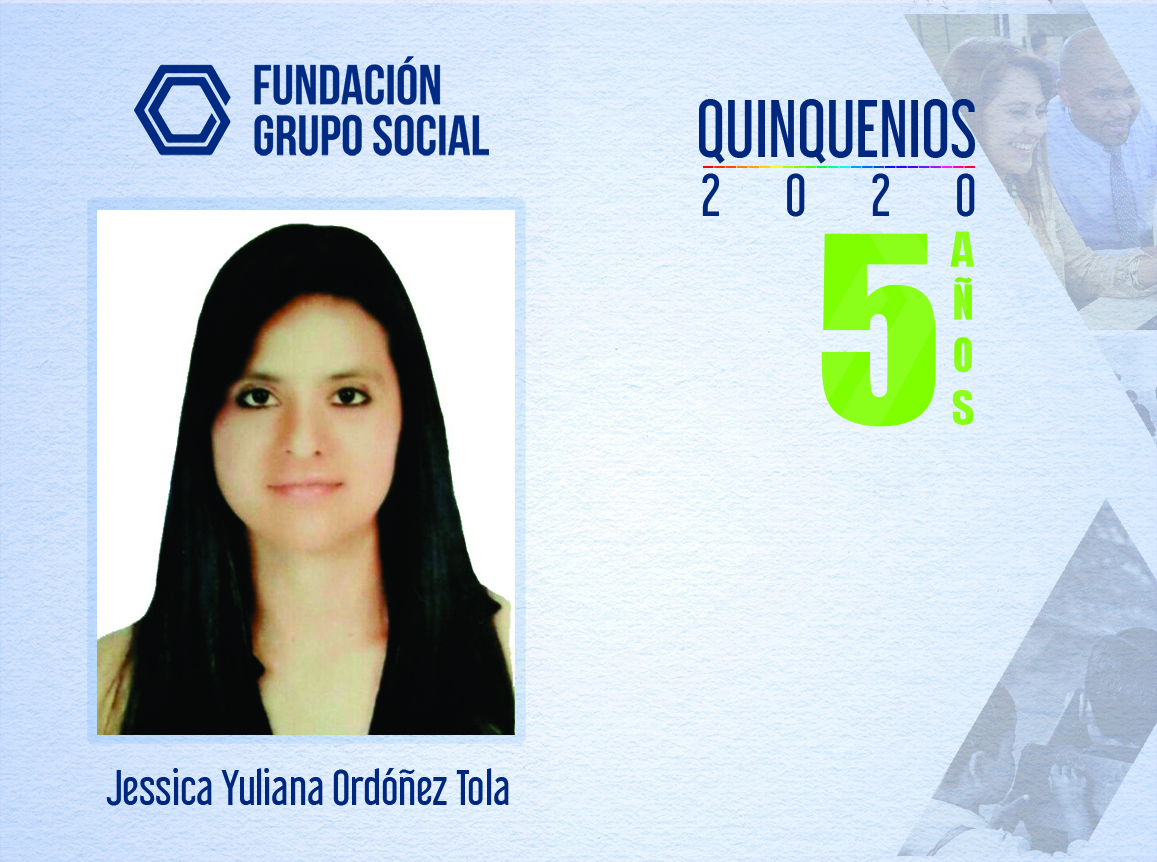 FUNDACIÓN
GRUPO SOCIAL
QUINQUENIOS
2020
5 AÑOS
Jessica Yuliana Ordóñez Tola